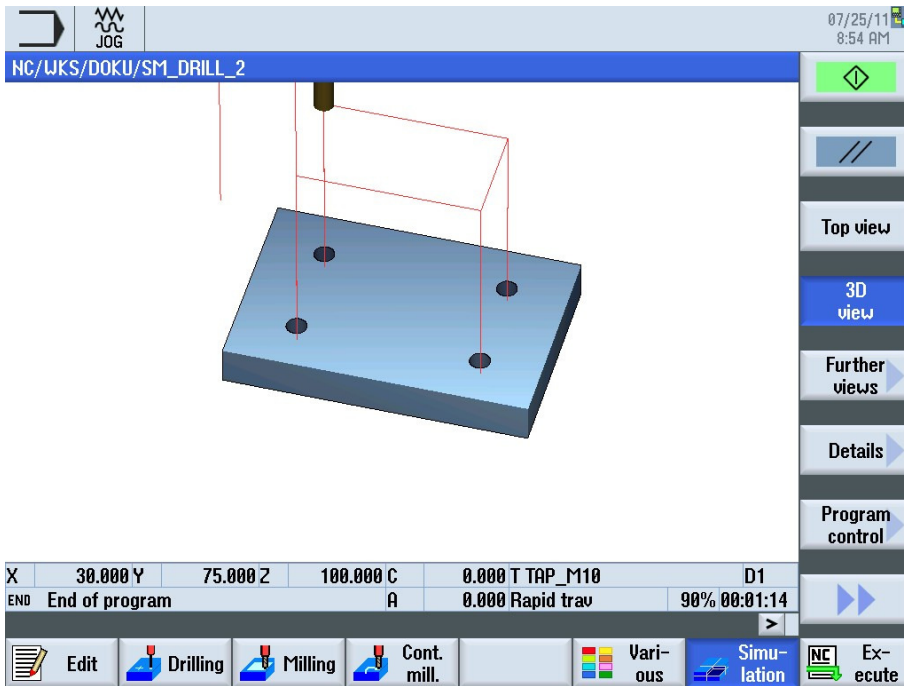 JOG
07/25/11
8:54 AM
NC/WKS/DOKU/SM_DRILL_2
Top view
3D
view
Further
views
Details
Program
control
X 30.000 Y 75.000 Z 100.000 C 0.000 T TAP_M10 D1
END End of program A 0.000 Rapid trav 90% 00:01:14
>
Edit
Drilling
Milling
Cont.
mill.
Vari-
ous
Simu-
lation
NC
Ex-
ecute